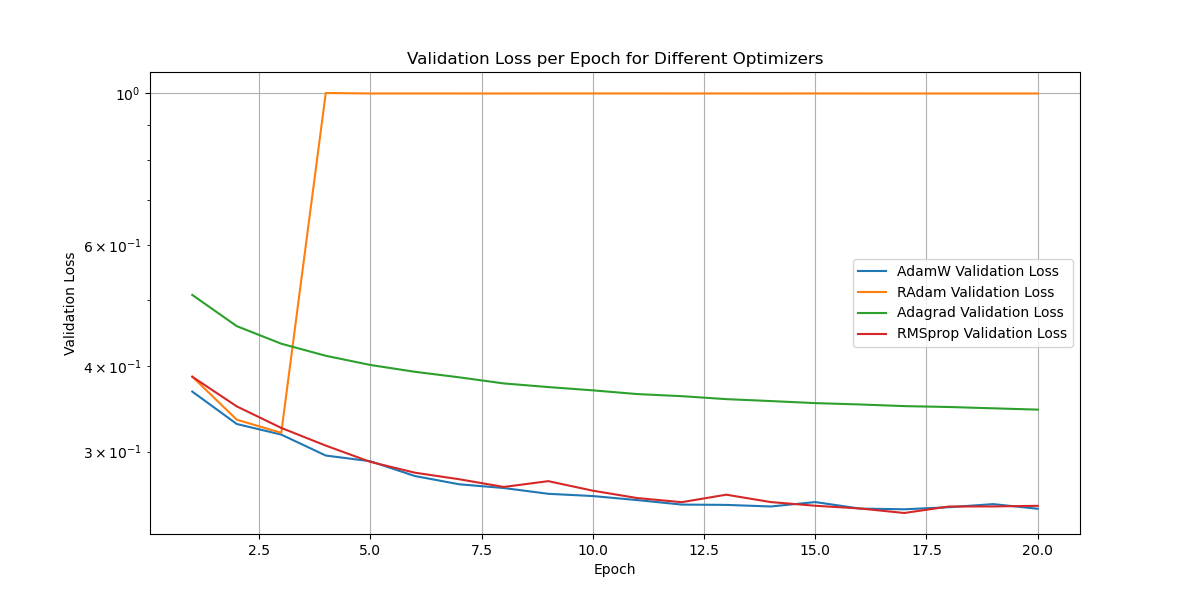 Validation Loss per Epoch for Different Optimizers
10⁰
6 × 10⁻¹
4 × 10⁻¹
3 × 10⁻¹
Validation Loss
AdamW Validation Loss
RAdam Validation Loss
Adagrad Validation Loss
RMSprop Validation Loss
2.5 5.0 7.5 10.0 12.5 15.0 17.5 20.0
Epoch